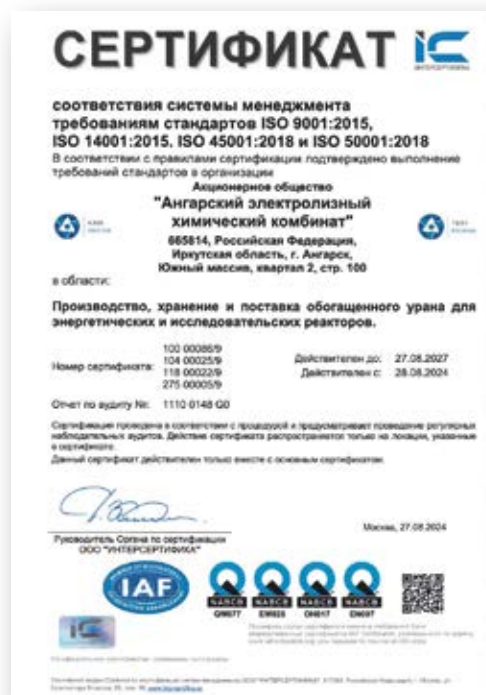 СЕРТИФИКАТ
ИНТЕРСЕРТИФИКА
соответствия системы менеджмента
требованиям стандартов ISO 9001:2015,
ISO 14001:2015, ISO 45001:2018 и ISO 50001:2018
В соответствии с правилами сертификации подтверждено выполнение
требований стандартов в организации
Акционерное общество
"Ангарский электролизный
химический комбинат"
665814, Российская Федерация,
Иркутская область, г. Ангарск,
Южный массив, квартал 2, стр. 100
в области:
Производство, хранение и поставка обогащенного урана для
энергетических и исследовательских реакторов.
Номер сертификата:
100 00086/9
104 00025/9
118 00022/9
275 00005/9
Действителен до: 27.08.2027
Действителен с: 28.08.2024
Отчет по аудиту №: 1110 0148 G0
Сертификация проведена в соответствии с процедурой и предусматривает проведение регулярных
наблюдательных аудитов. Действие сертификата распространяется только на локации, указанные
в сертификате.
Данный сертификат действителен только вместе с основным сертификатом.
Москва, 27.08.2024
Руководитель Органа по сертификации
ООО "ИНТЕРСЕРТИФИКА"
IAF
NABCB NABCB NABCB NABCB